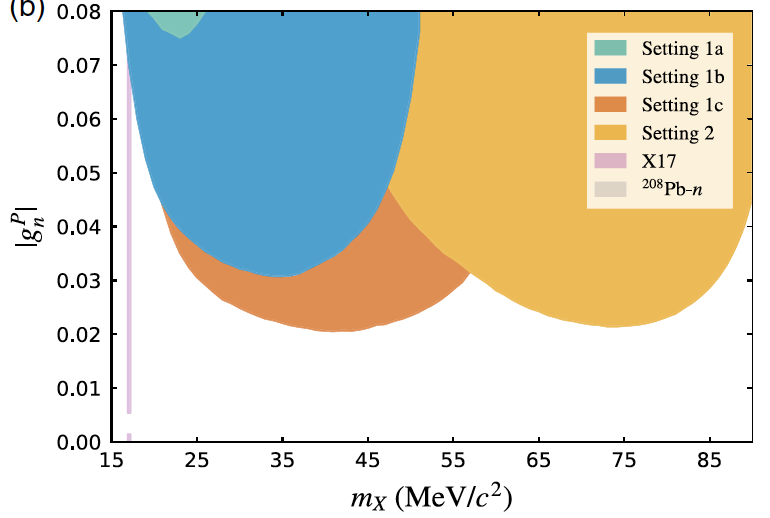 (b)
0.08
0.07
0.06
0.05
0.04
0.03
0.02
0.01
0.00
|g_n^P|
Setting 1a
Setting 1b
Setting 1c
Setting 2
X17
²⁰⁸Pb-n
15 25 35 45 55 65 75 85
m_X (MeV/c²)